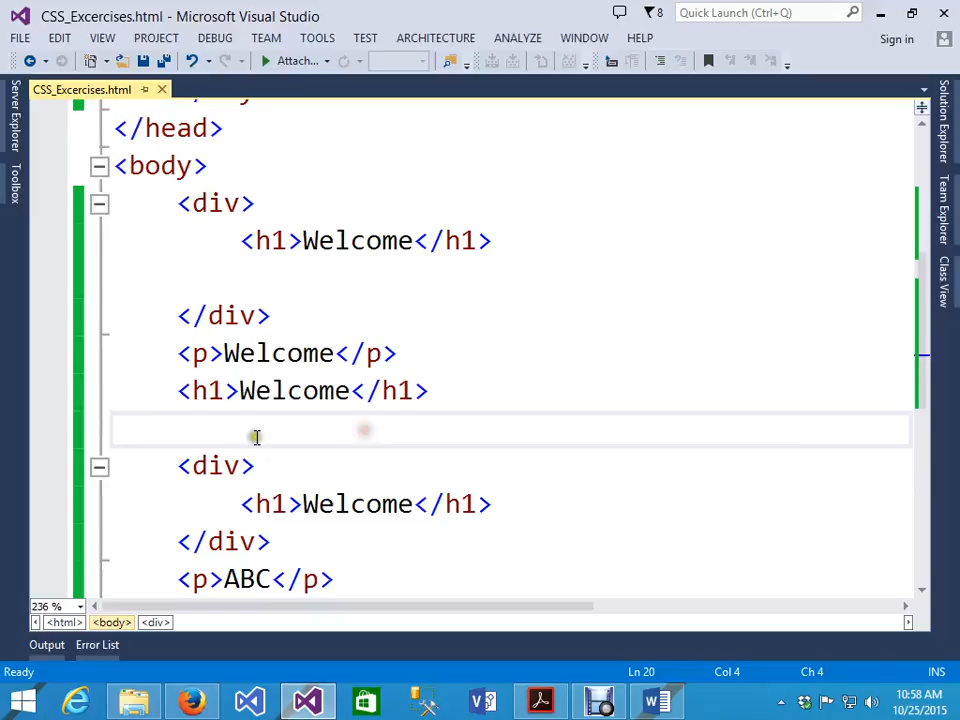 CSS_Excercises.html - Microsoft Visual Studio
8
Quick Launch (Ctrl+Q)
FILE EDIT VIEW PROJECT DEBUG TEAM TOOLS TEST ARCHITECTURE ANALYZE WINDOW HELP
Sign in
Attach...
CSS_Excercises.html
Server Explorer
Toolbox
Solution Explorer
Team Explorer
Class View
</head>
<body>
<div>
<h1>Welcome</h1>
</div>
<p>Welcome</p>
<h1>Welcome</h1>
<div>
<h1>Welcome</h1>
</div>
<p>ABC</p>
236 %
<html> <body> <div>
Output Error List
Ready Ln 20 Col 4 Ch 4 INS
10:58 AM
10/25/2015